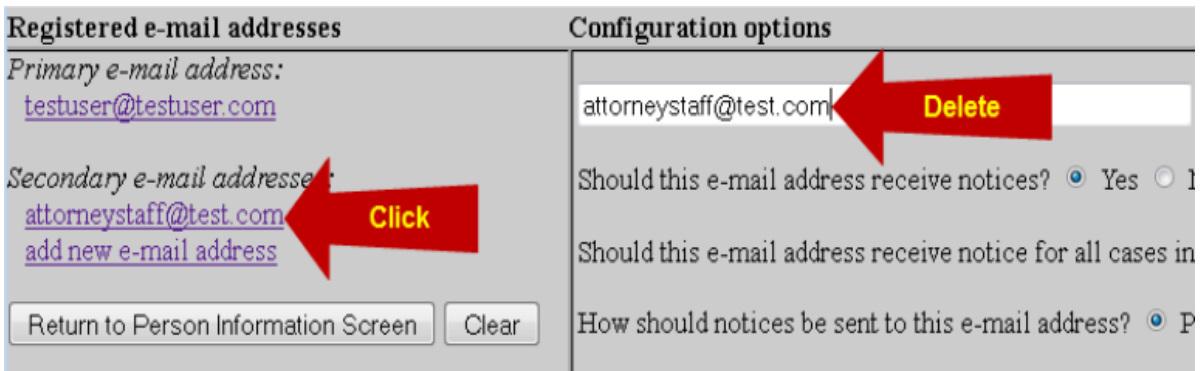 Registered e-mail addresses
Primary e-mail address:
testuser@testuser.com
Secondary e-mail addresses:
attorneystaff@test.com
Click
add new e-mail address
Return to Person Information Screen
Clear
Configuration options
attorneystaff@test.com
Delete
Should this e-mail address receive notices? Yes
Should this e-mail address receive notice for all cases in
How should notices be sent to this e-mail address? P